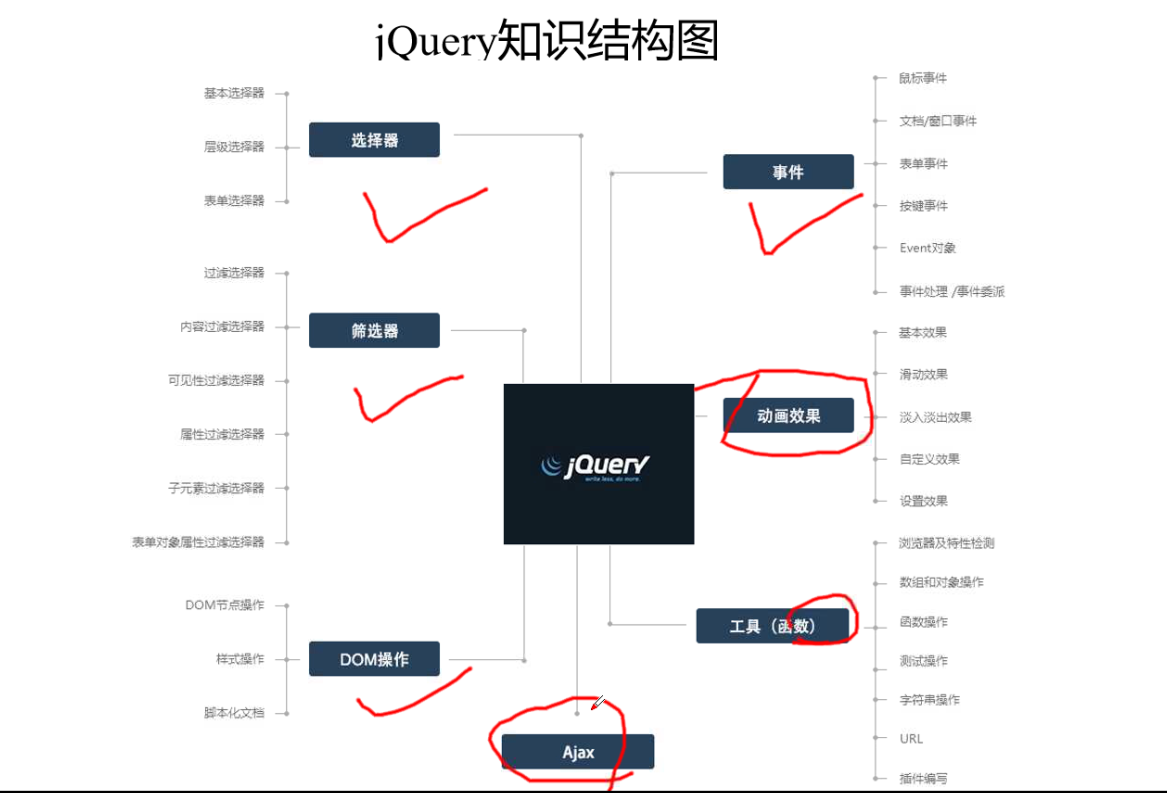 jQuery知识结构图
基本选择器
层级选择器
表单选择器
选择器
过滤选择器
内容过滤选择器
可见性过滤选择器
属性过滤选择器
子元素过滤选择器
表单对象属性过滤选择器
筛选器
DOM节点操作
样式操作
脚本化文档
DOM操作
jQuery
write less, do more.
Ajax
事件
鼠标事件
文档/窗口事件
表单事件
按键事件
Event对象
事件处理 /事件委派
动画效果
基本效果
滑动效果
淡入淡出效果
自定义效果
设置效果
工具（函数）
浏览器及特性检测
数组和对象操作
函数操作
测试操作
字符串操作
URL
插件编写